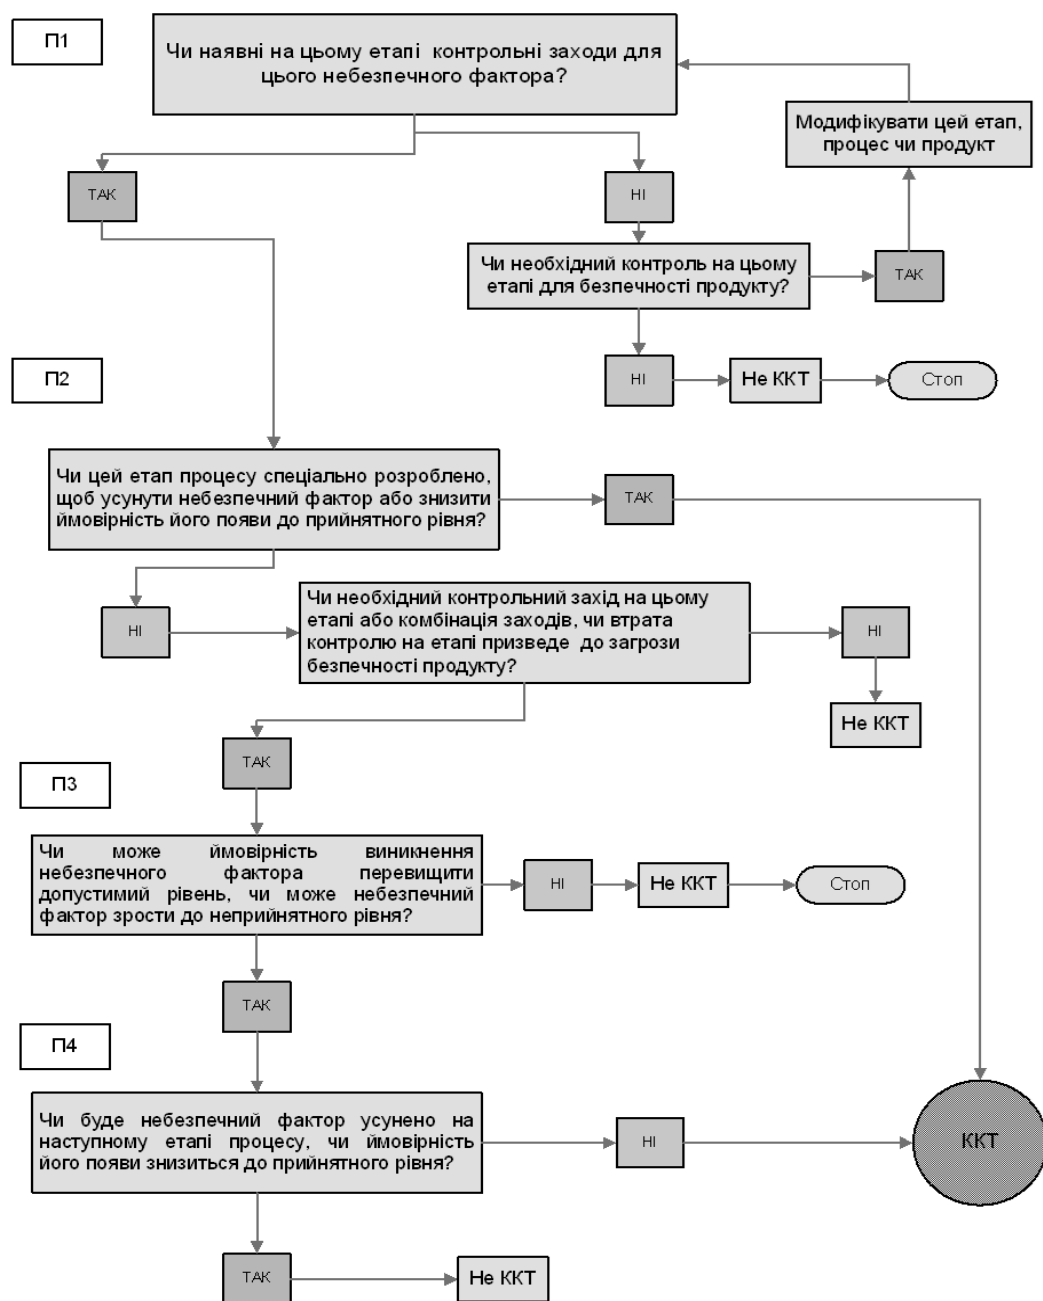 П1
Чи наявні на цьому етапі контрольні заходи для
цього небезпечного фактора?
Модифікувати цей етап,
процес чи продукт
ТАК
НІ
Чи необхідний контроль на цьому
етапі для безпечності продукту?
ТАК
П2
НІ
Не ККТ
Стоп
Чи цей етап процесу спеціально розроблено,
щоб усунути небезпечний фактор або знизити
ймовірність його появи до прийнятного рівня?
ТАК
НІ
Чи необхідний контрольний захід на цьому
етапі або комбінація заходів, чи втрата
контролю на етапі призведе до загрози
безпечності продукту?
НІ
Не ККТ
ТАК
П3
Чи може ймовірність виникнення
небезпечного фактора перевищити
допустимий рівень, чи може небезпечний
фактор зрости до неприйнятного рівня?
НІ
Не ККТ
Стоп
ТАК
П4
Чи буде небезпечний фактор усунено на
наступному етапі процесу, чи ймовірність
його появи знизиться до прийнятного рівня?
НІ
ККТ
ТАК
Не ККТ